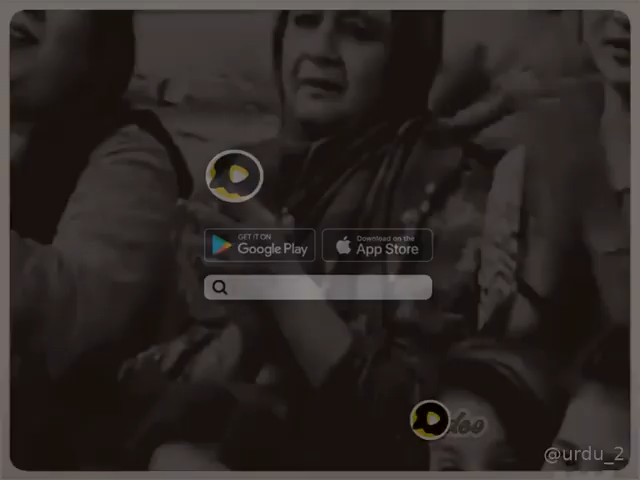 GET IT ON
Google Play
Download on the
App Store
@urdu_2